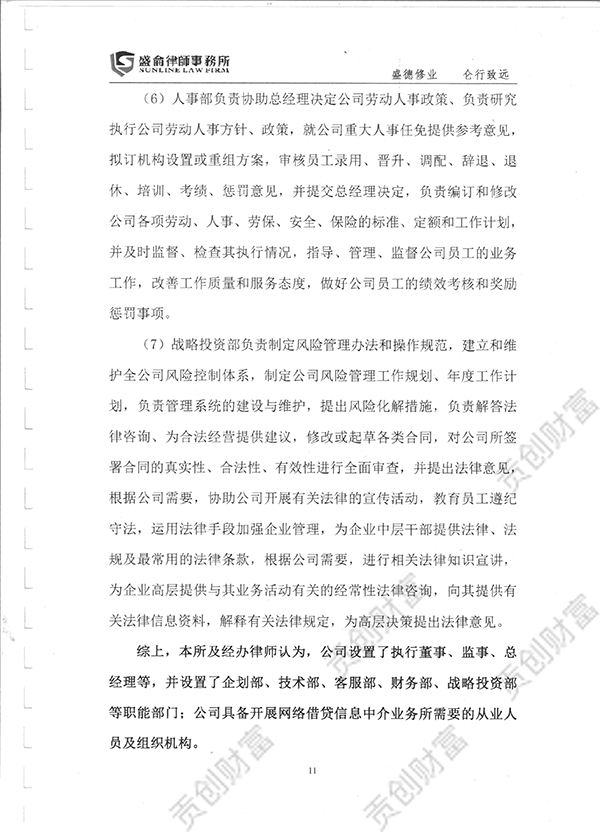 盛侖律師事務所
SUNLINE LAW FIRM
盛德修业 仑行致远
（6）人事部负责协助总经理决定公司劳动人事政策、负责研究
执行公司劳动人事方针、政策，就公司重大人事任免提供参考意见，
拟订机构设置或重组方案，审核员工录用、晋升、调配、辞退、退
休、培训、考绩、惩罚意见，并提交总经理决定，负责编订和修改
公司各项劳动、人事、劳保、安全、保险的标准、定额和工作计划，
并及时监督、检查其执行情况，指导、管理、监督公司员工的业务
工作，改善工作质量和服务态度，做好公司员工的绩效考核和奖励
惩罚事项。
（7）战略投资部负责制定风险管理办法和操作规范，建立和维
护全公司风险控制体系，制定公司风险管理工作规划、年度工作计
划，负责管理系统的建设与维护，提出风险化解措施，负责解答法
律咨询、为合法经营提供建议，修改或起草各类合同，对公司所签
署合同的真实性、合法性、有效性进行全面审查，并提出法律意见，
根据公司需要，协助公司开展有关法律的宣传活动，教育员工遵纪
守法，运用法律手段加强企业管理，为企业中层干部提供法律、法
规及最常用的法律条款，根据公司需要，进行相关法律知识宣讲，
为企业高层提供与其业务活动有关的经常性法律咨询，向其提供有
关法律信息资料，解释有关法律规定，为高层决策提出法律意见。
综上，本所及经办律师认为，公司设置了执行董事、监事、总
经理等，并设置了企划部、技术部、客服部、财务部、战略投资部
等职能部门；公司具备开展网络借贷信息中介业务所需要的从业人
员及组织机构。
11
贡创财富
贡创财富
贡创财富
贡创财富